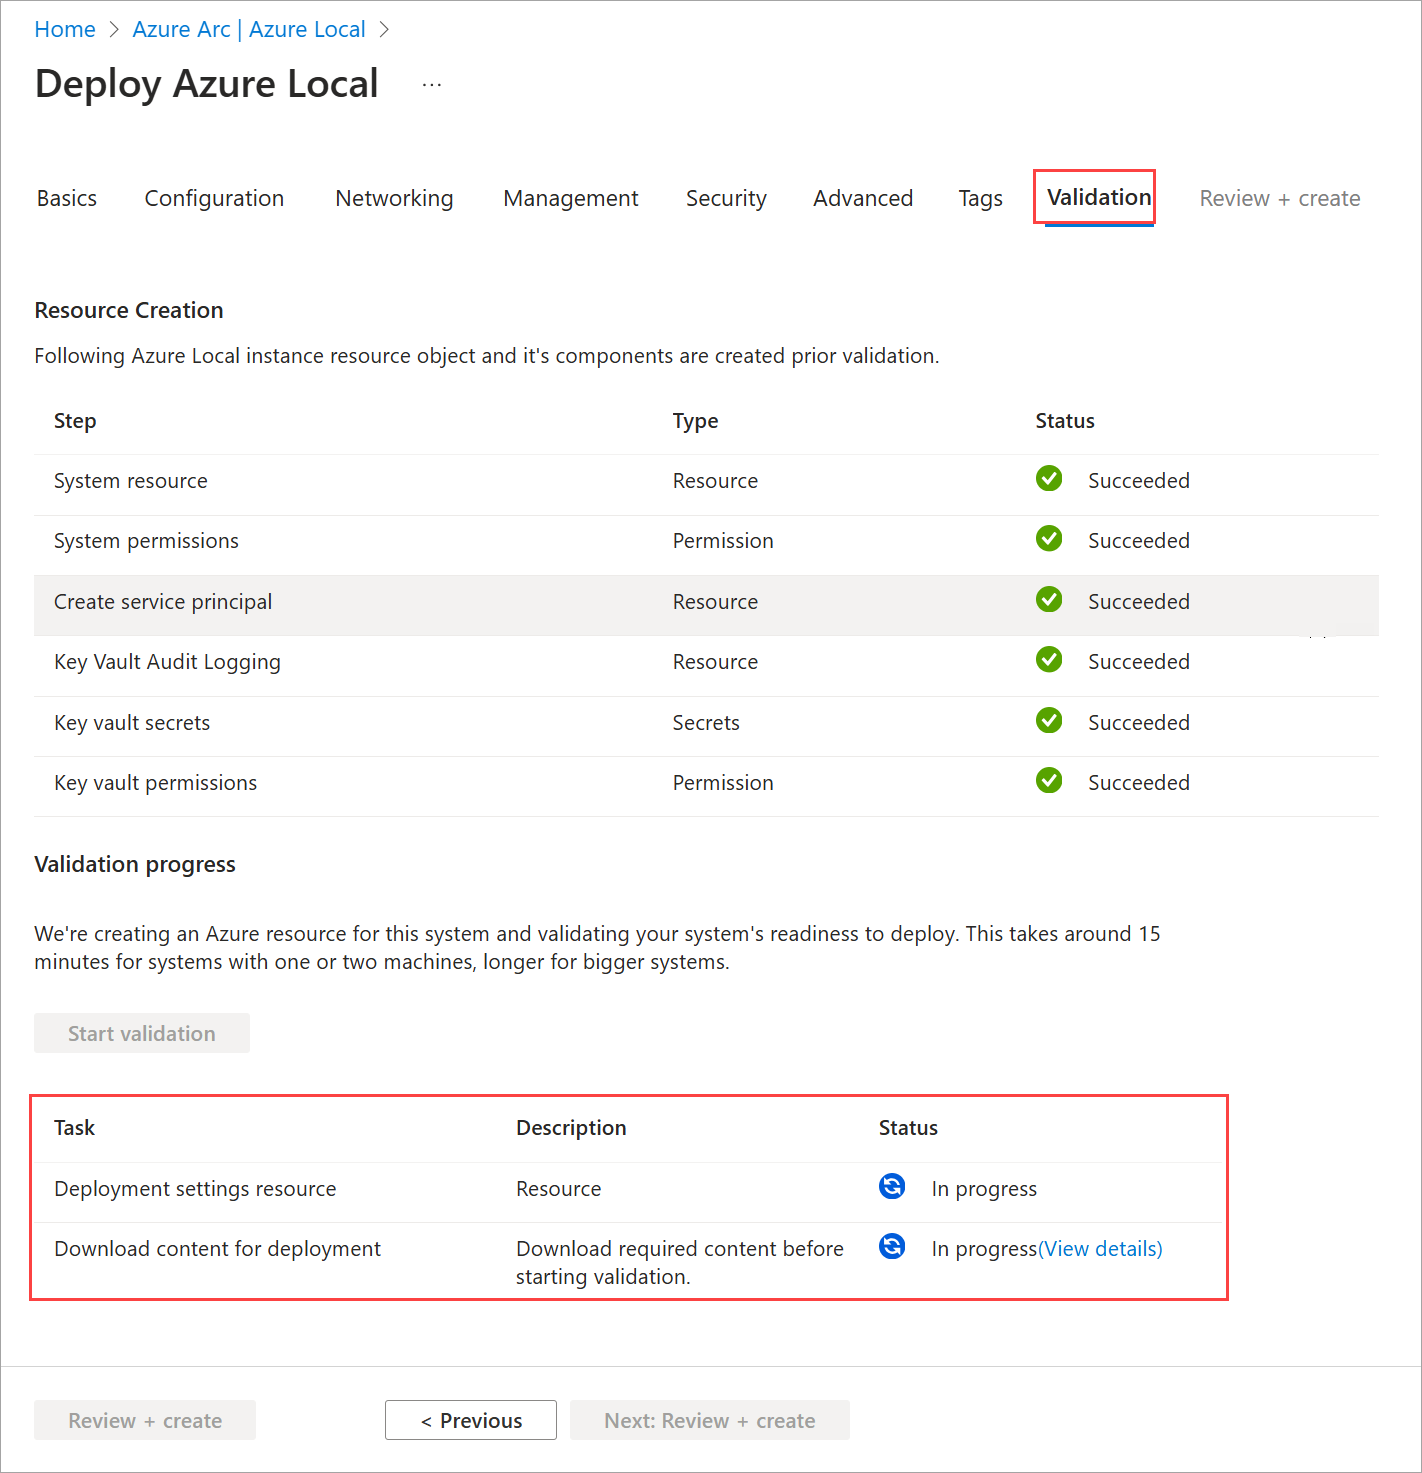 Home > Azure Arc | Azure Local >
Deploy Azure Local ...
Basics Configuration Networking Management Security Advanced Tags Validation Review + create
Resource Creation
Following Azure Local instance resource object and it's components are created prior validation.
Step Type Status
System resource Resource Succeeded
System permissions Permission Succeeded
Create service principal Resource Succeeded
Key Vault Audit Logging Resource Succeeded
Key vault secrets Secrets Succeeded
Key vault permissions Permission Succeeded
Validation progress
We're creating an Azure resource for this system and validating your system's readiness to deploy. This takes around 15
minutes for systems with one or two machines, longer for bigger systems.
Start validation
Task Description Status
Deployment settings resource Resource In progress
Download content for deployment Download required content before In progress(View details)
starting validation.
Review + create < Previous Next: Review + create